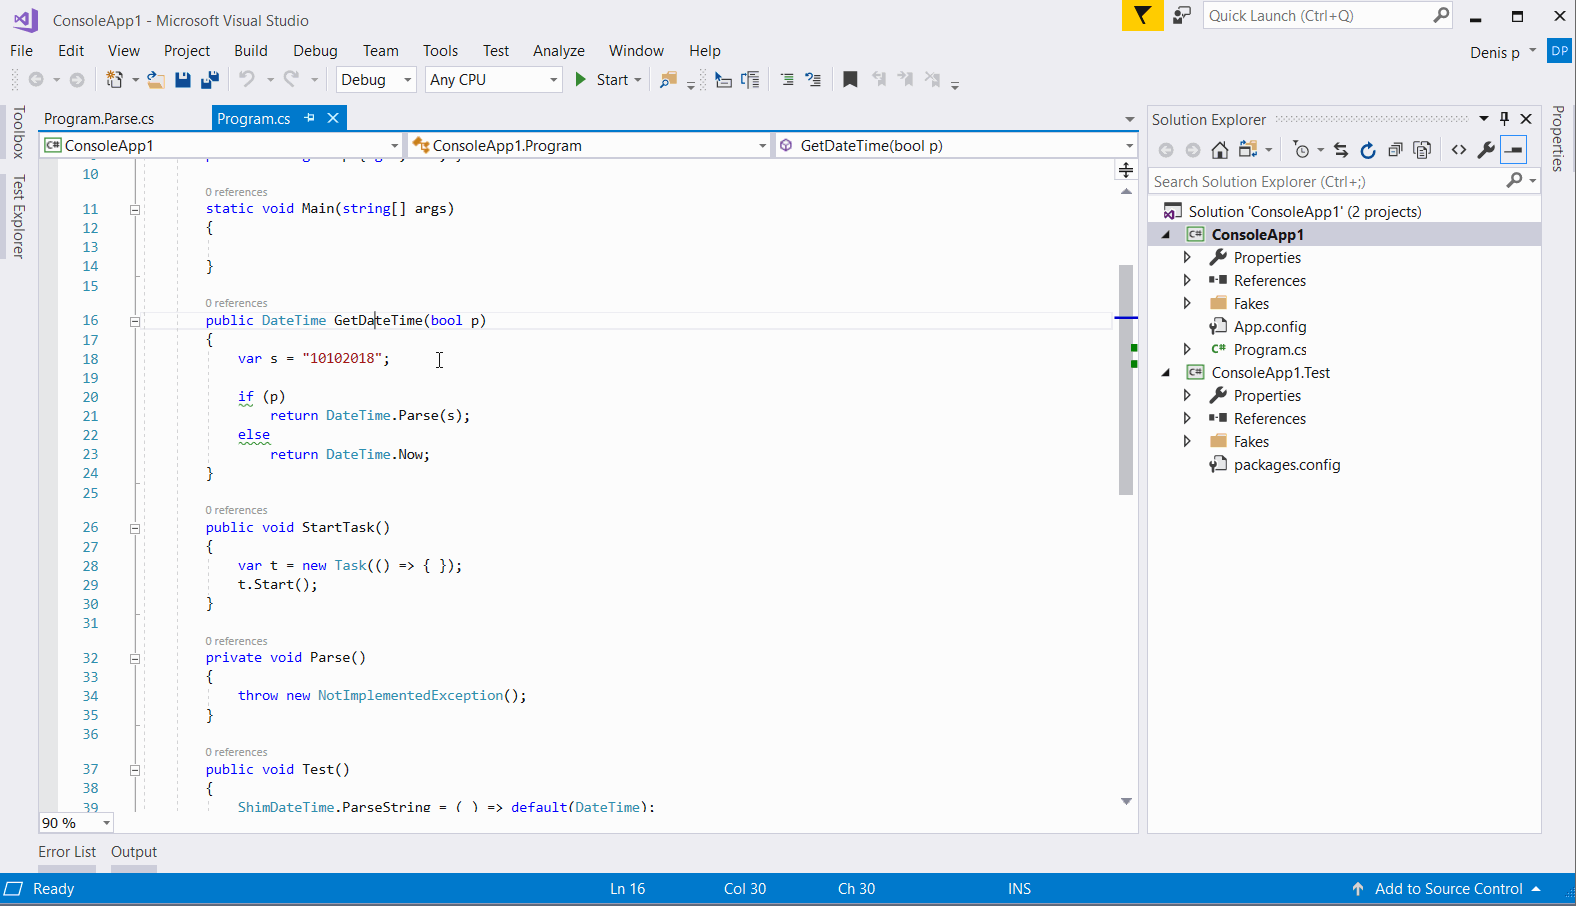 ConsoleApp1 - Microsoft Visual Studio
Quick Launch (Ctrl+Q)
File Edit View Project Build Debug Team Tools Test Analyze Window Help
Denis p DP
Debug Any CPU Start
Toolbox
Test Explorer
Program.Parse.cs Program.cs
C# ConsoleApp1 ConsoleApp1.Program GetDateTime(bool p)
10
0 references
11 static void Main(string[] args)
12 {
13
14 }
15
0 references
16 public DateTime GetDateTime(bool p)
17 {
18 var s = "10102018";
19
20 if (p)
21 return DateTime.Parse(s);
22 else
23 return DateTime.Now;
24 }
25
0 references
26 public void StartTask()
27 {
28 var t = new Task(() => { });
29 t.Start();
30 }
31
0 references
32 private void Parse()
33 {
34 throw new NotImplementedException();
35 }
36
0 references
37 public void Test()
38 {
39 ShimDateTime.ParseString = ( ) => default(DateTime);
90 %
Solution Explorer
Search Solution Explorer (Ctrl+;)
Solution 'ConsoleApp1' (2 projects)
C# ConsoleApp1
Properties
References
Fakes
App.config
C# Program.cs
C# ConsoleApp1.Test
Properties
References
Fakes
packages.config
Properties
Error List Output
Ready Ln 16 Col 30 Ch 30 INS Add to Source Control